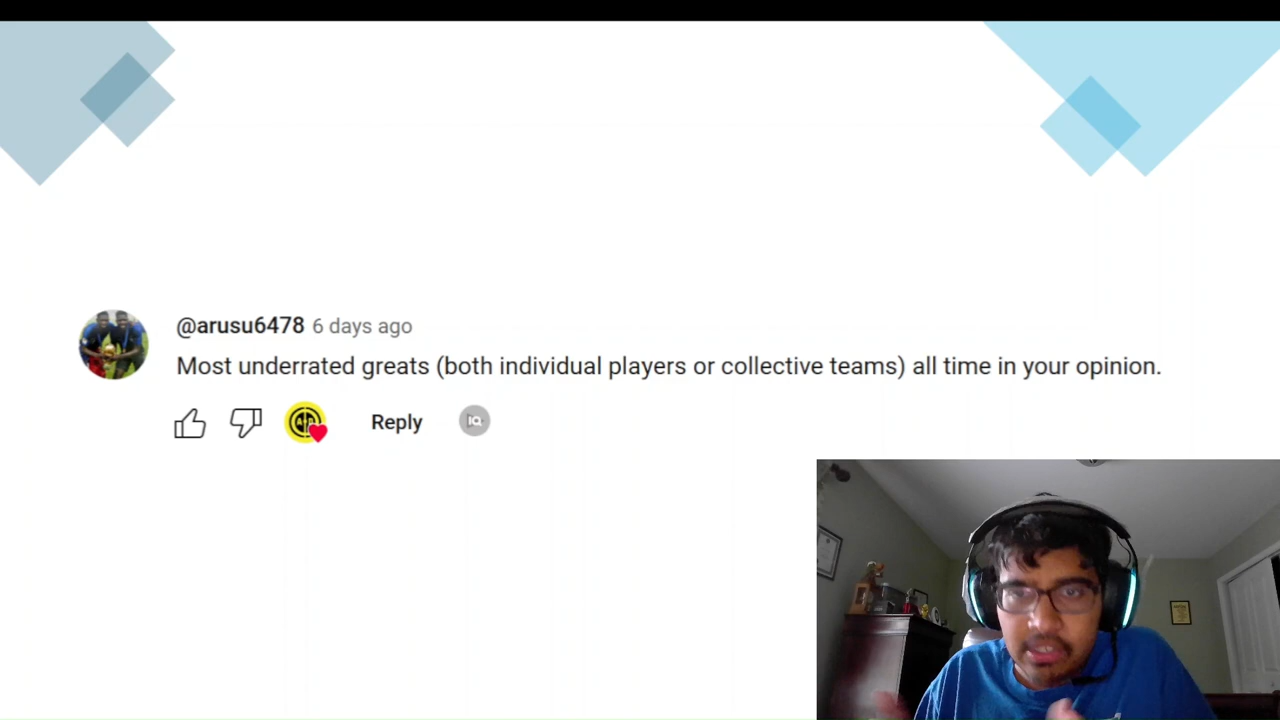 @arusu6478 6 days ago
Most underrated greats (both individual players or collective teams) all time in your opinion.
Reply